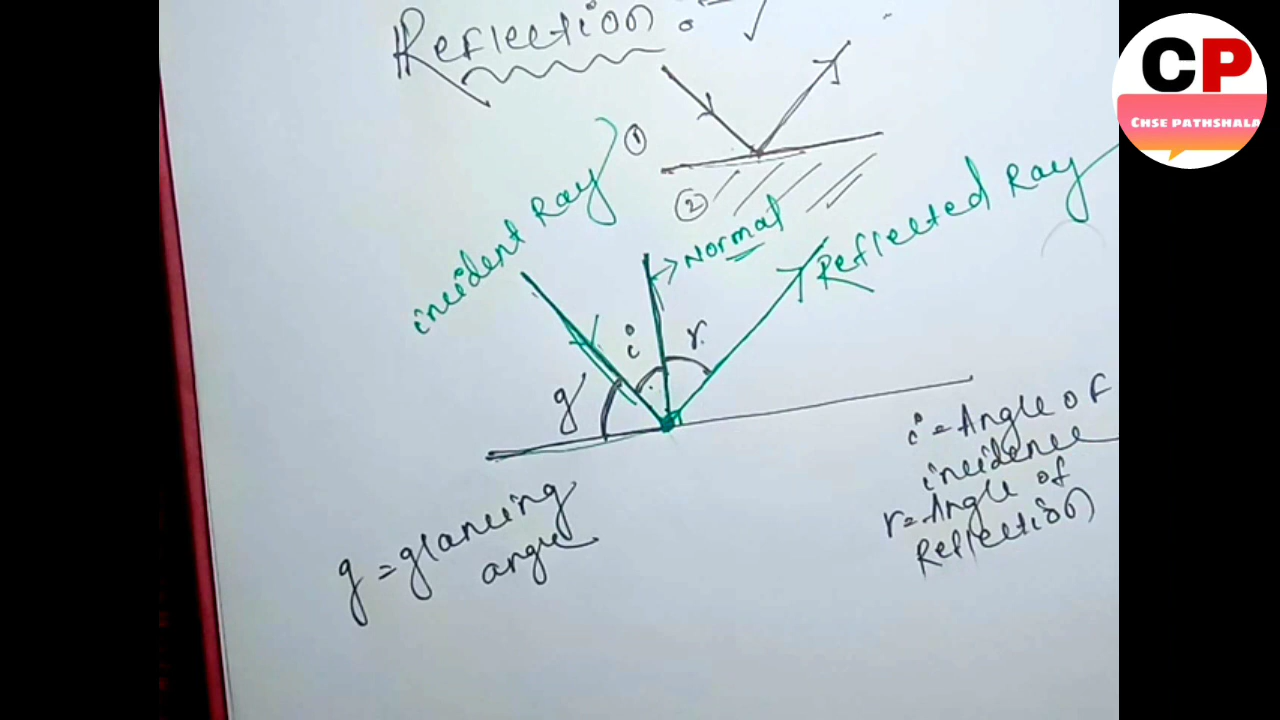 Reflection:
CP
CHSE PATHSHALA
①
②
incident Ray
Normal
Reflected Ray
i
r
g
i = Angle of
incidence
r = Angle of
Reflection
g = glancing
angle